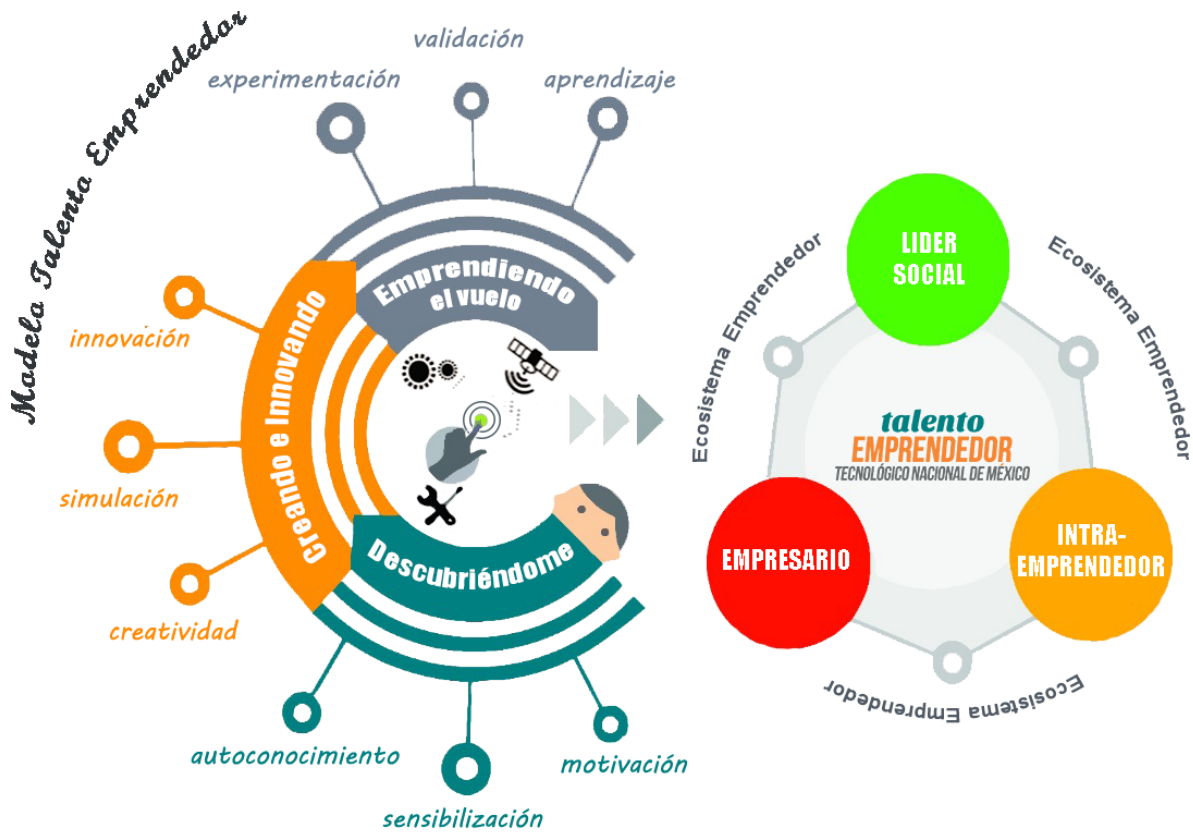 Modelo Talento Emprendedor
experimentación
validación
aprendizaje
Emprendiendo
el vuelo
innovación
simulación
creatividad
Creando e Innovando
Descubriéndome
autoconocimiento
sensibilización
motivación
LIDER
SOCIAL
Ecosistema Emprendedor
Ecosistema Emprendedor
talento
EMPRENDEDOR
TECNOLÓGICO NACIONAL DE MÉXICO
EMPRESARIO
INTRA-
EMPRENDEDOR
Ecosistema Emprendedor